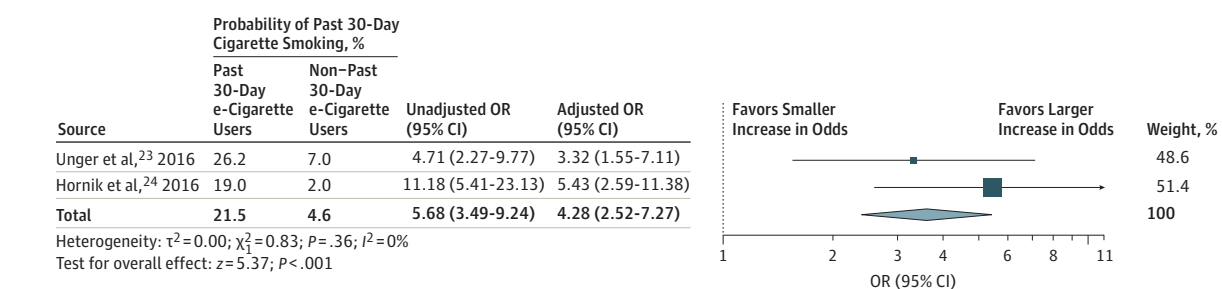 Probability of Past 30-Day
Cigarette Smoking, %
Source
Past
30-Day
e-Cigarette
Users
Non–Past
30-Day
e-Cigarette
Users
Unadjusted OR
(95% CI)
Adjusted OR
(95% CI)
Favors Smaller
Increase in Odds
Favors Larger
Increase in Odds
Weight, %
Unger et al,23 2016 26.2 7.0 4.71 (2.27-9.77) 3.32 (1.55-7.11) 48.6
Hornik et al,24 2016 19.0 2.0 11.18 (5.41-23.13) 5.43 (2.59-11.38) 51.4
Total 21.5 4.6 5.68 (3.49-9.24) 4.28 (2.52-7.27) 100
Heterogeneity: τ2=0.00; χ21=0.83; P=.36; I2=0%
Test for overall effect: z=5.37; P<.001
1 2 3 4 6 8 11
OR (95% CI)